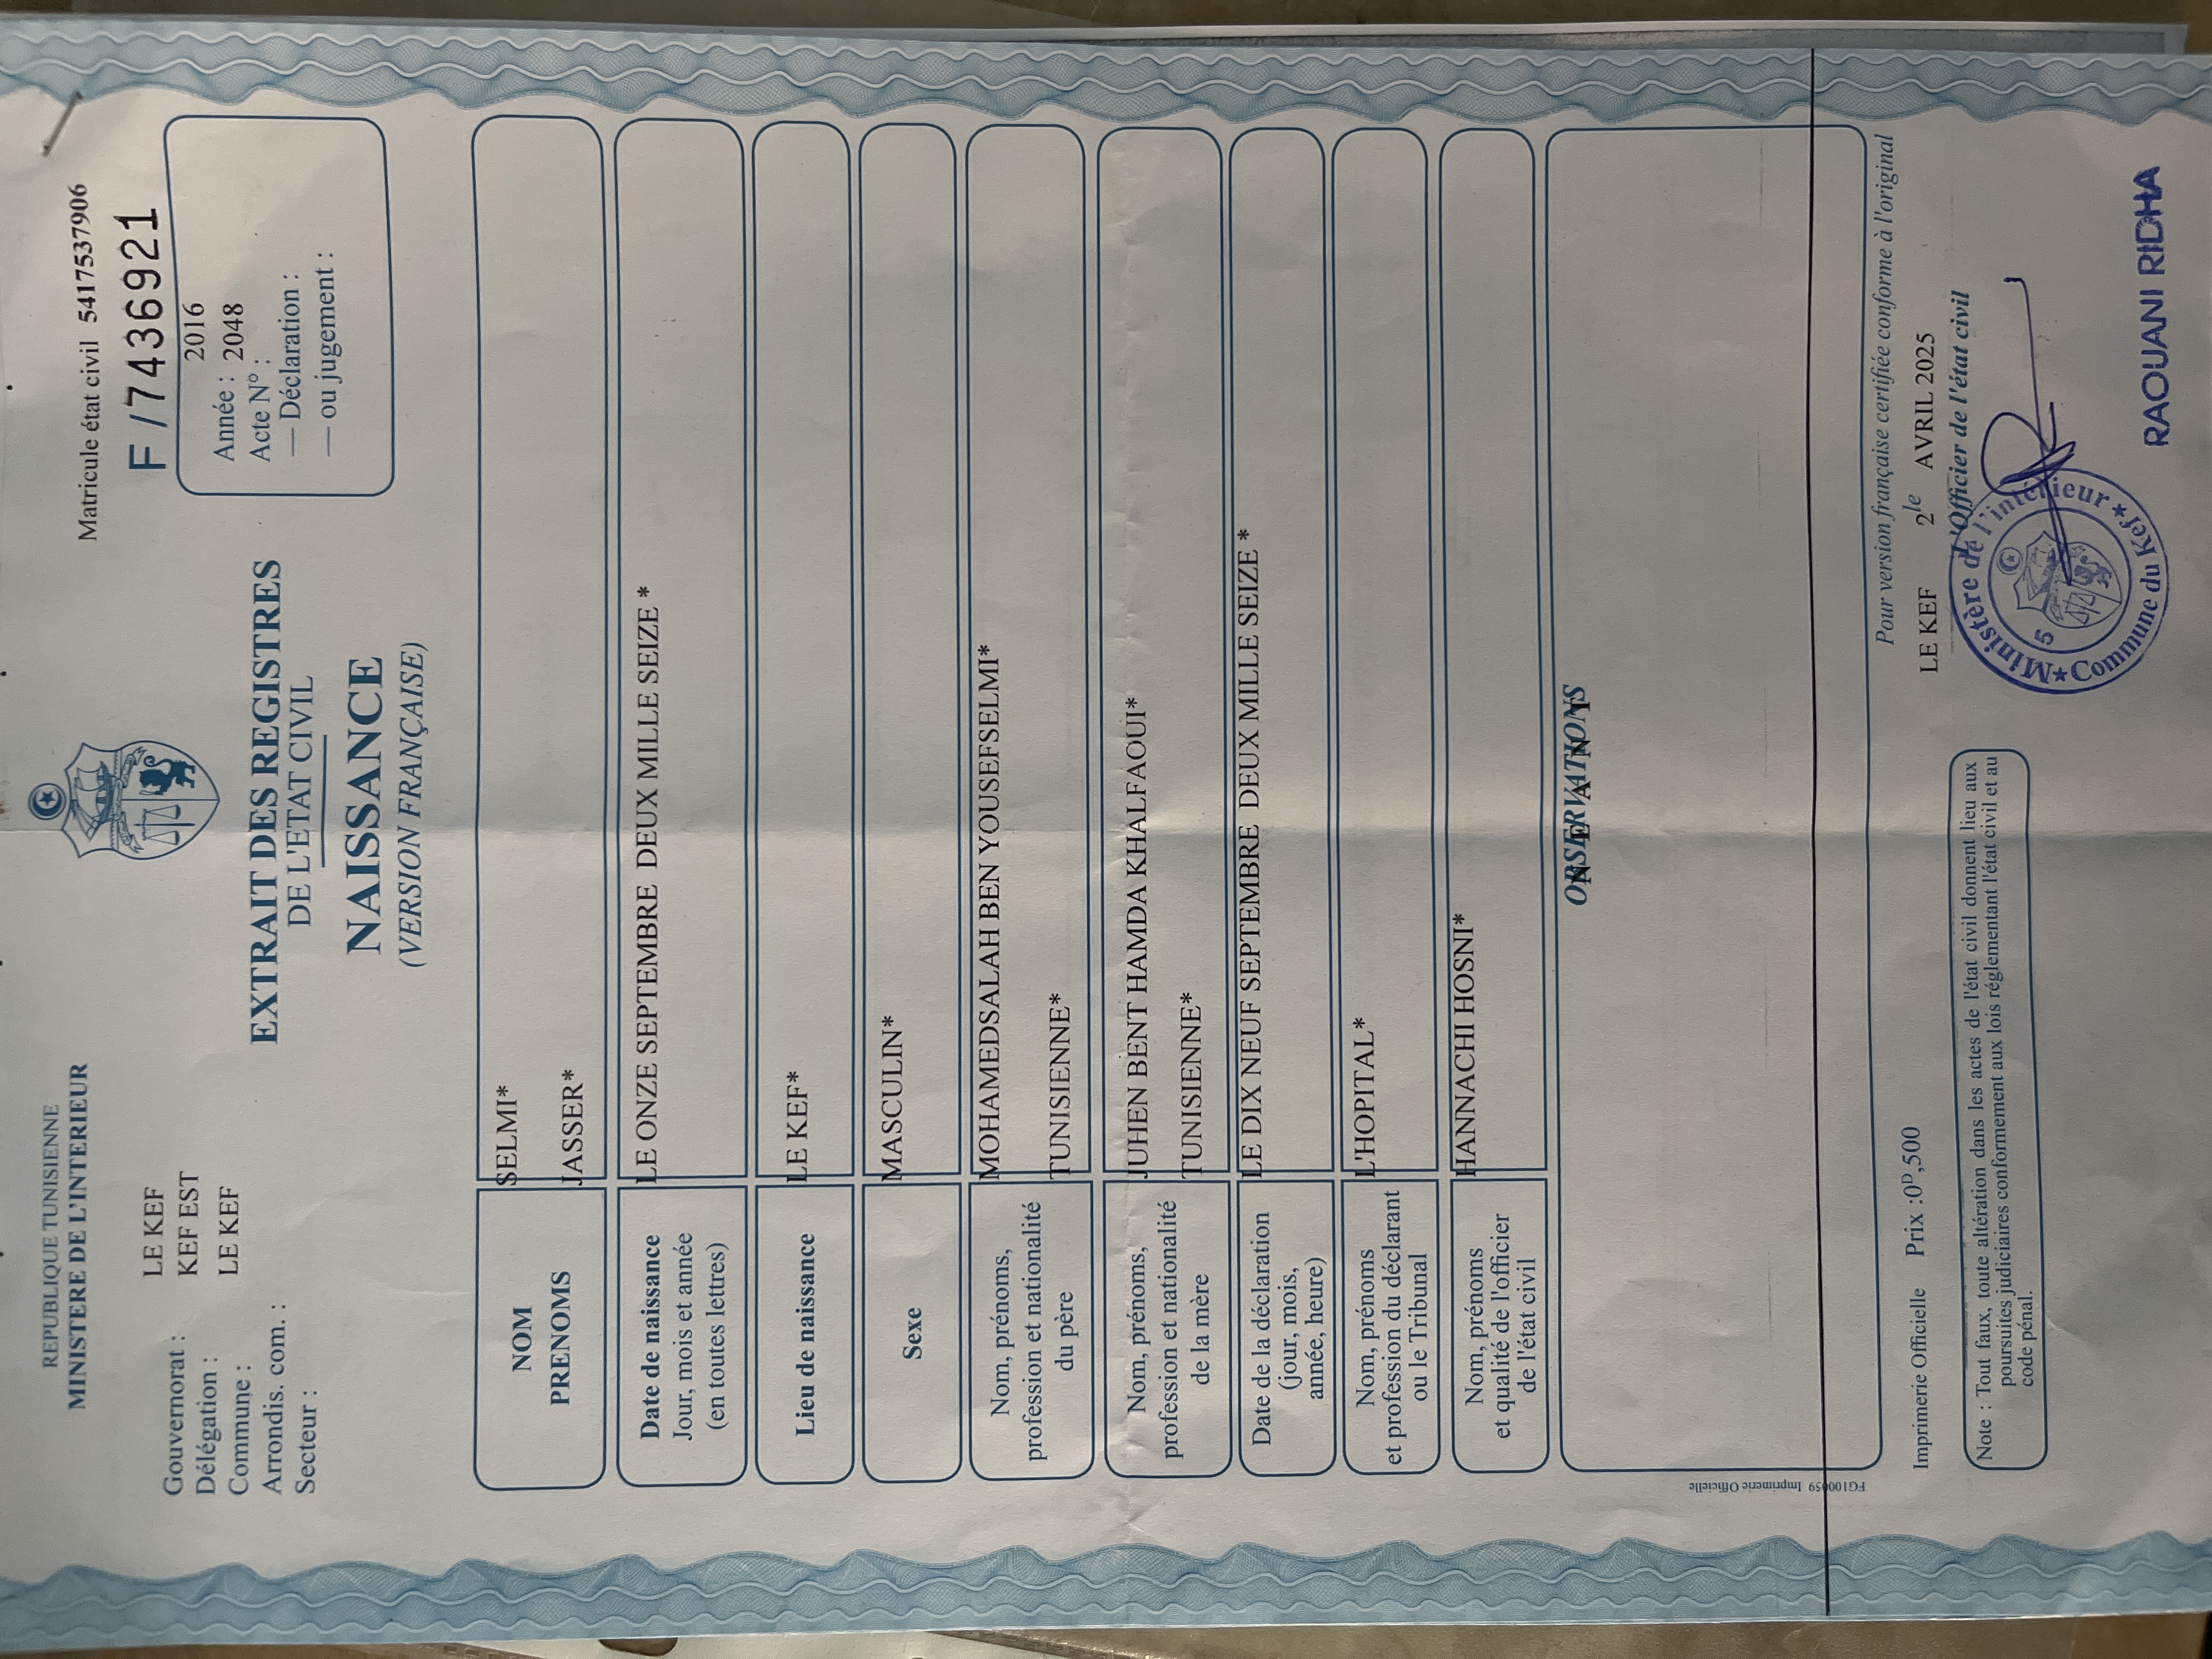 REPUBLIQUE TUNISIENNE
MINISTERE DE L'INTERIEUR
Matricule état civil 54175537906
F/7436921
Gouvernorat : LE KEF
Délégation : KEF EST
Commune : LE KEF
Arrondis. com. :
Secteur :
2016
Année : 2048
Acte N° :
— Déclaration :
— ou jugement :
EXTRAIT DES REGISTRES
DE L'ETAT CIVIL
NAISSANCE
(VERSION FRANÇAISE)
NOM SELMI*
PRENOMS JASSER*
Date de naissance
Jour, mois et année
(en toutes lettres)
LE ONZE SEPTEMBRE DEUX MILLE SEIZE *
Lieu de naissance LE KEF*
Sexe MASCULIN*
Nom, prénoms,
profession et nationalité
du père
MOHAMEDSALAH BEN YOUSEFSELMI*
TUNISIENNE*
Nom, prénoms,
profession et nationalité
de la mère
JUHEN BENT HAMDA KHALFAOUI*
TUNISIENNE*
Date de la déclaration
(jour, mois,
année, heure)
LE DIX NEUF SEPTEMBRE DEUX MILLE SEIZE *
Nom, prénoms
et profession du déclarant
ou le Tribunal
L'HOPITAL*
Nom, prénoms
et qualité de l'officier
de l'état civil
HANNACHI HOSNI*
OBSERVATIONS
FG100059 Imprimerie Officielle
Pour version française certifiée conforme à l'original
Imprimerie Officielle Prix :0ᴰ,500
LE KEF 2le AVRIL 2025
L'Officier de l'état civil
Ministère de l'intérieur
5
★Commune du Kef★
RAOUANI RIDHA
Note : Tout faux, toute altération dans les actes de l'état civil donnent lieu aux
poursuites judiciaires conformement aux lois réglementant l'état civil et au
code pénal.